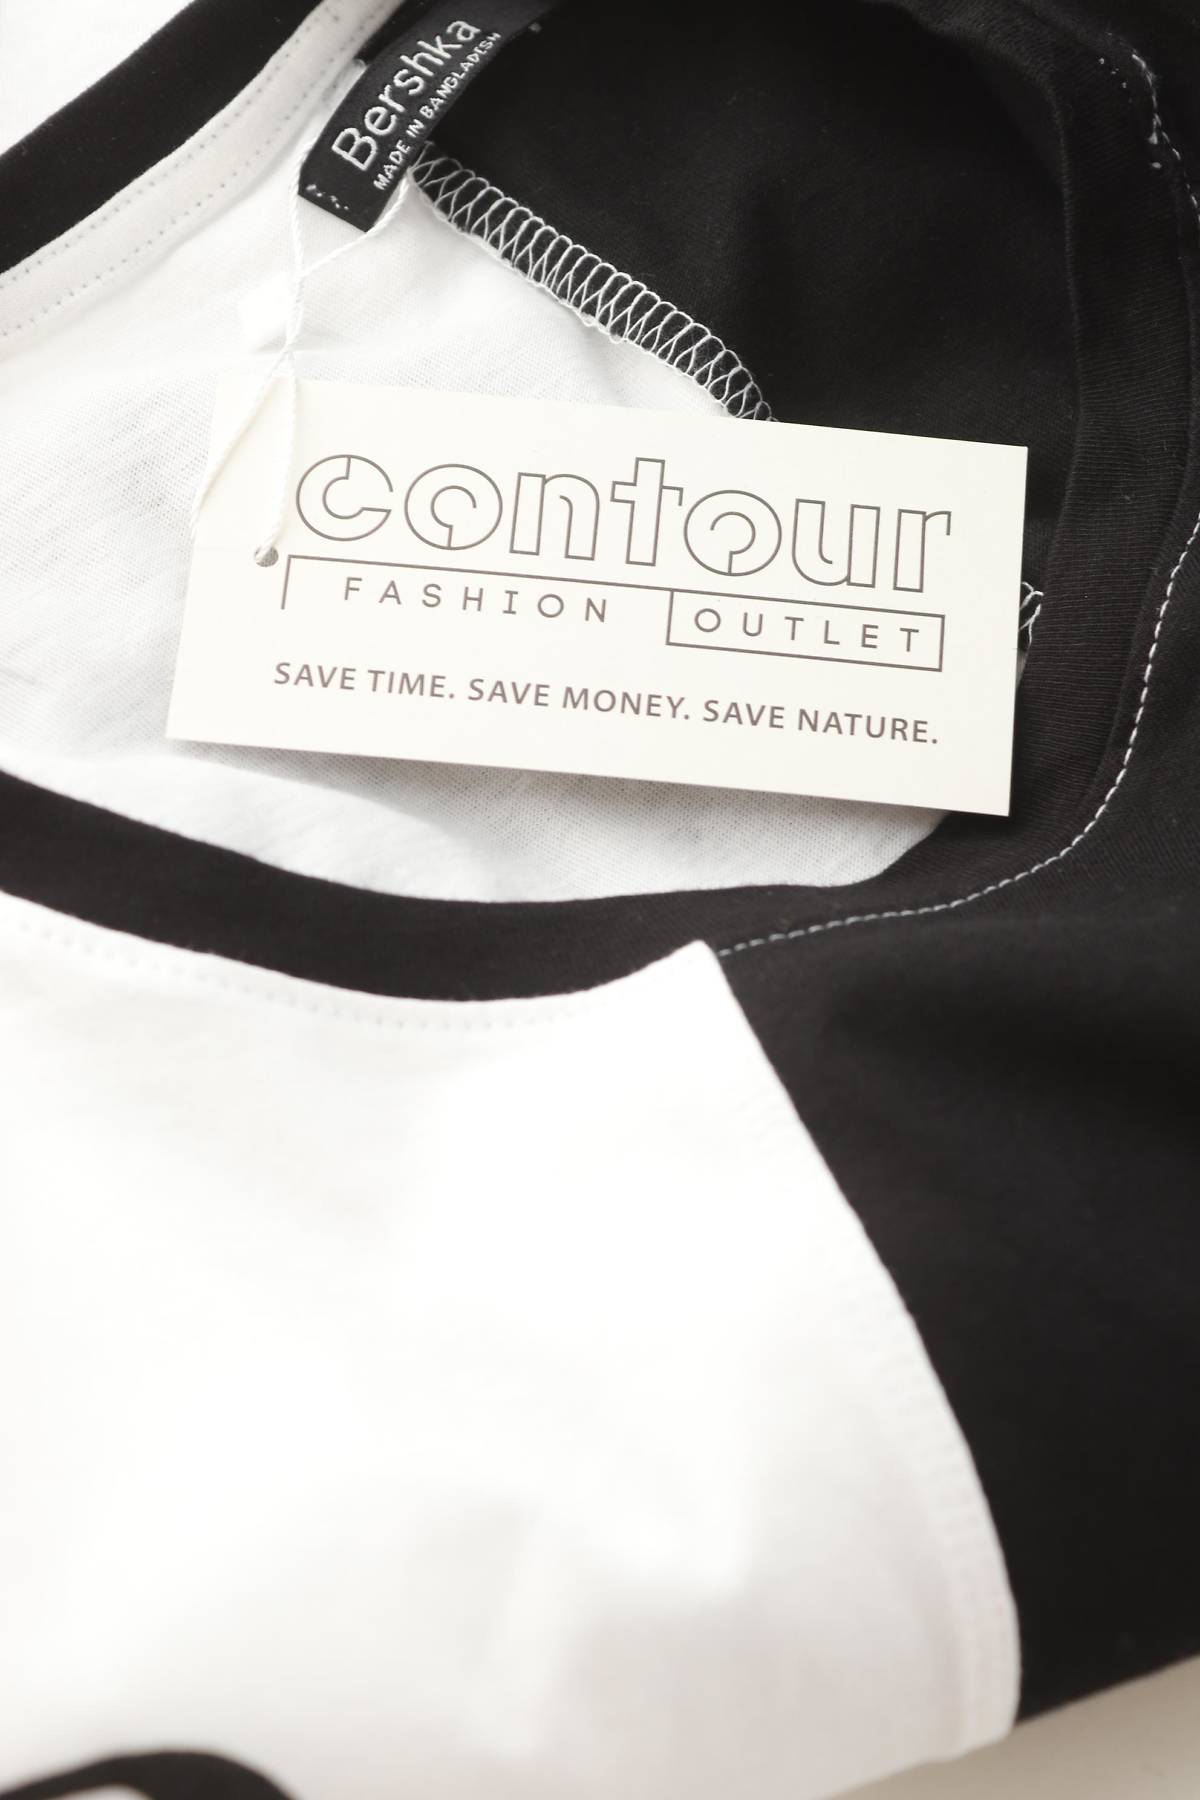 Bershka
MADE IN BANGLADESH
contour
FASHION OUTLET
SAVE TIME. SAVE MONEY. SAVE NATURE.